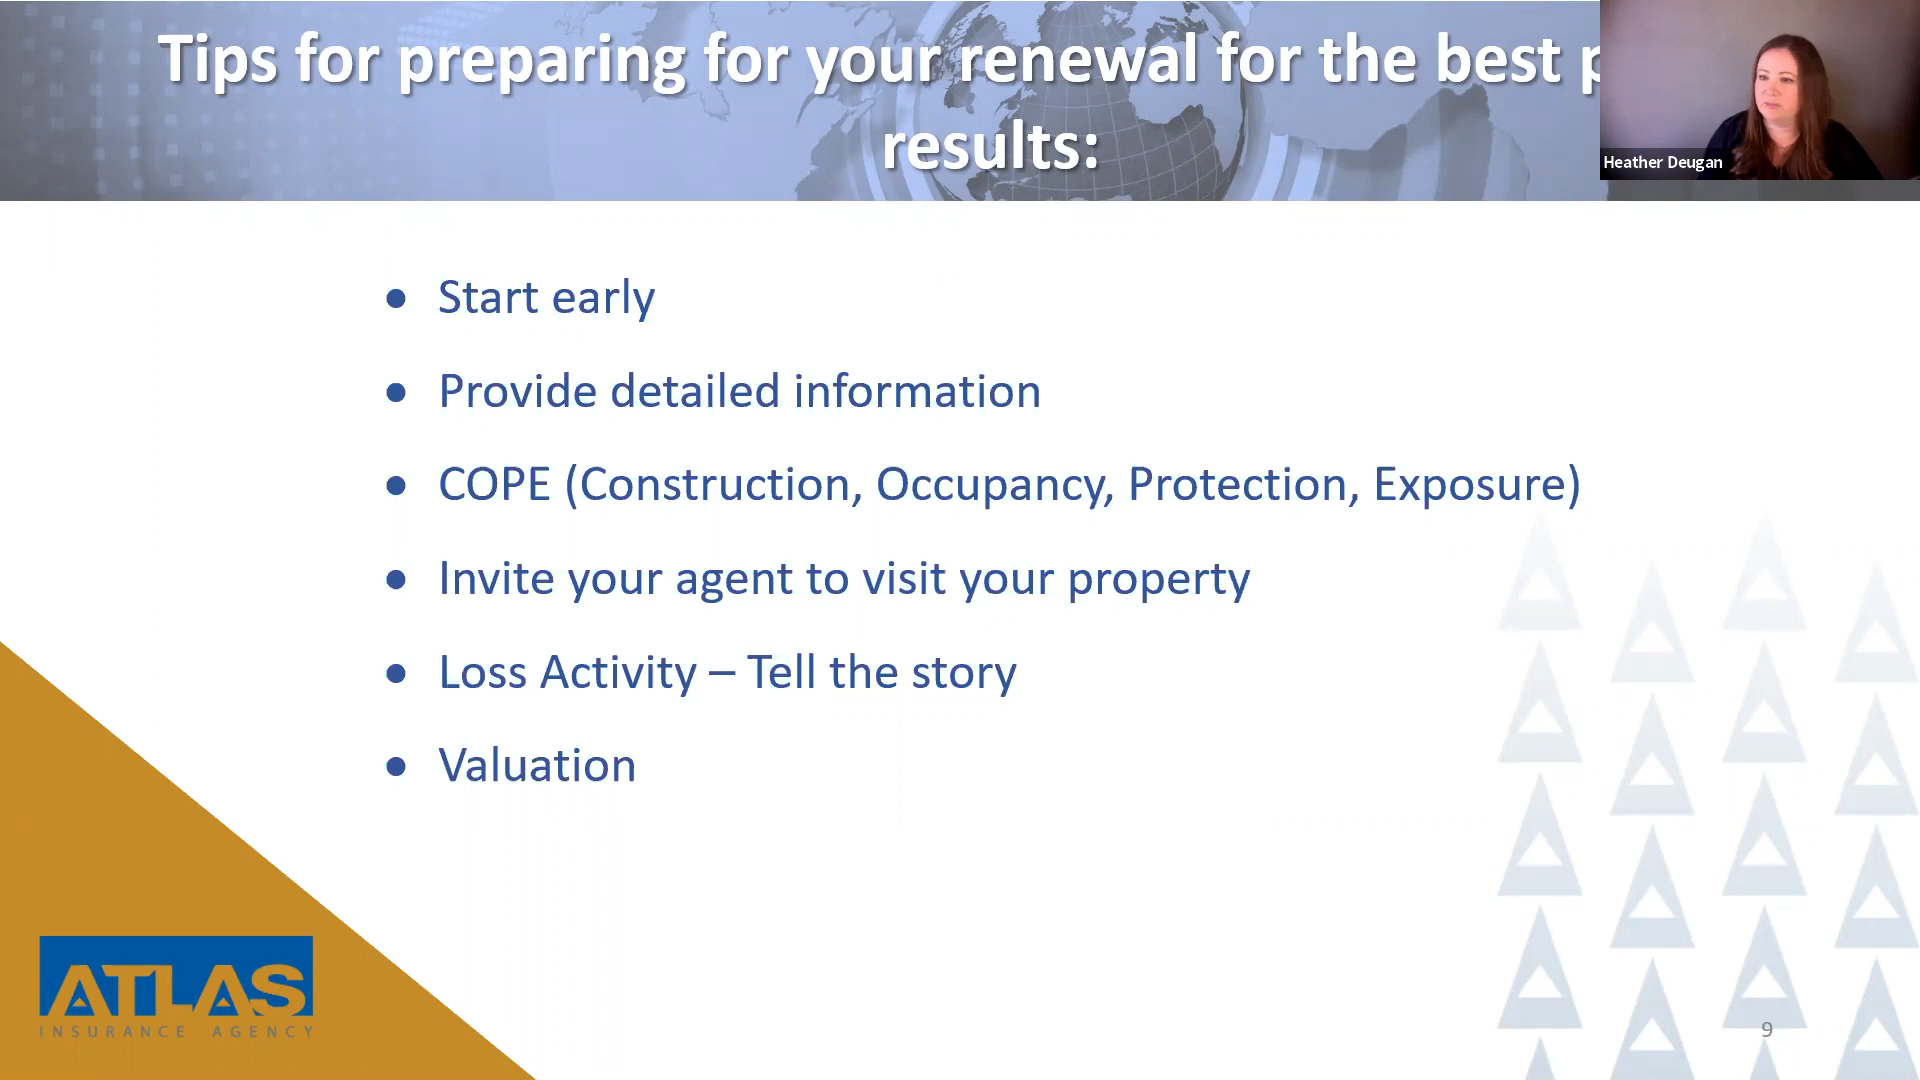 Tips for preparing for your renewal for the best
results:
Heather Deugan
• Start early
• Provide detailed information
• COPE (Construction, Occupancy, Protection, Exposure)
• Invite your agent to visit your property
• Loss Activity – Tell the story
• Valuation
ATLAS
INSURANCE AGENCY
9